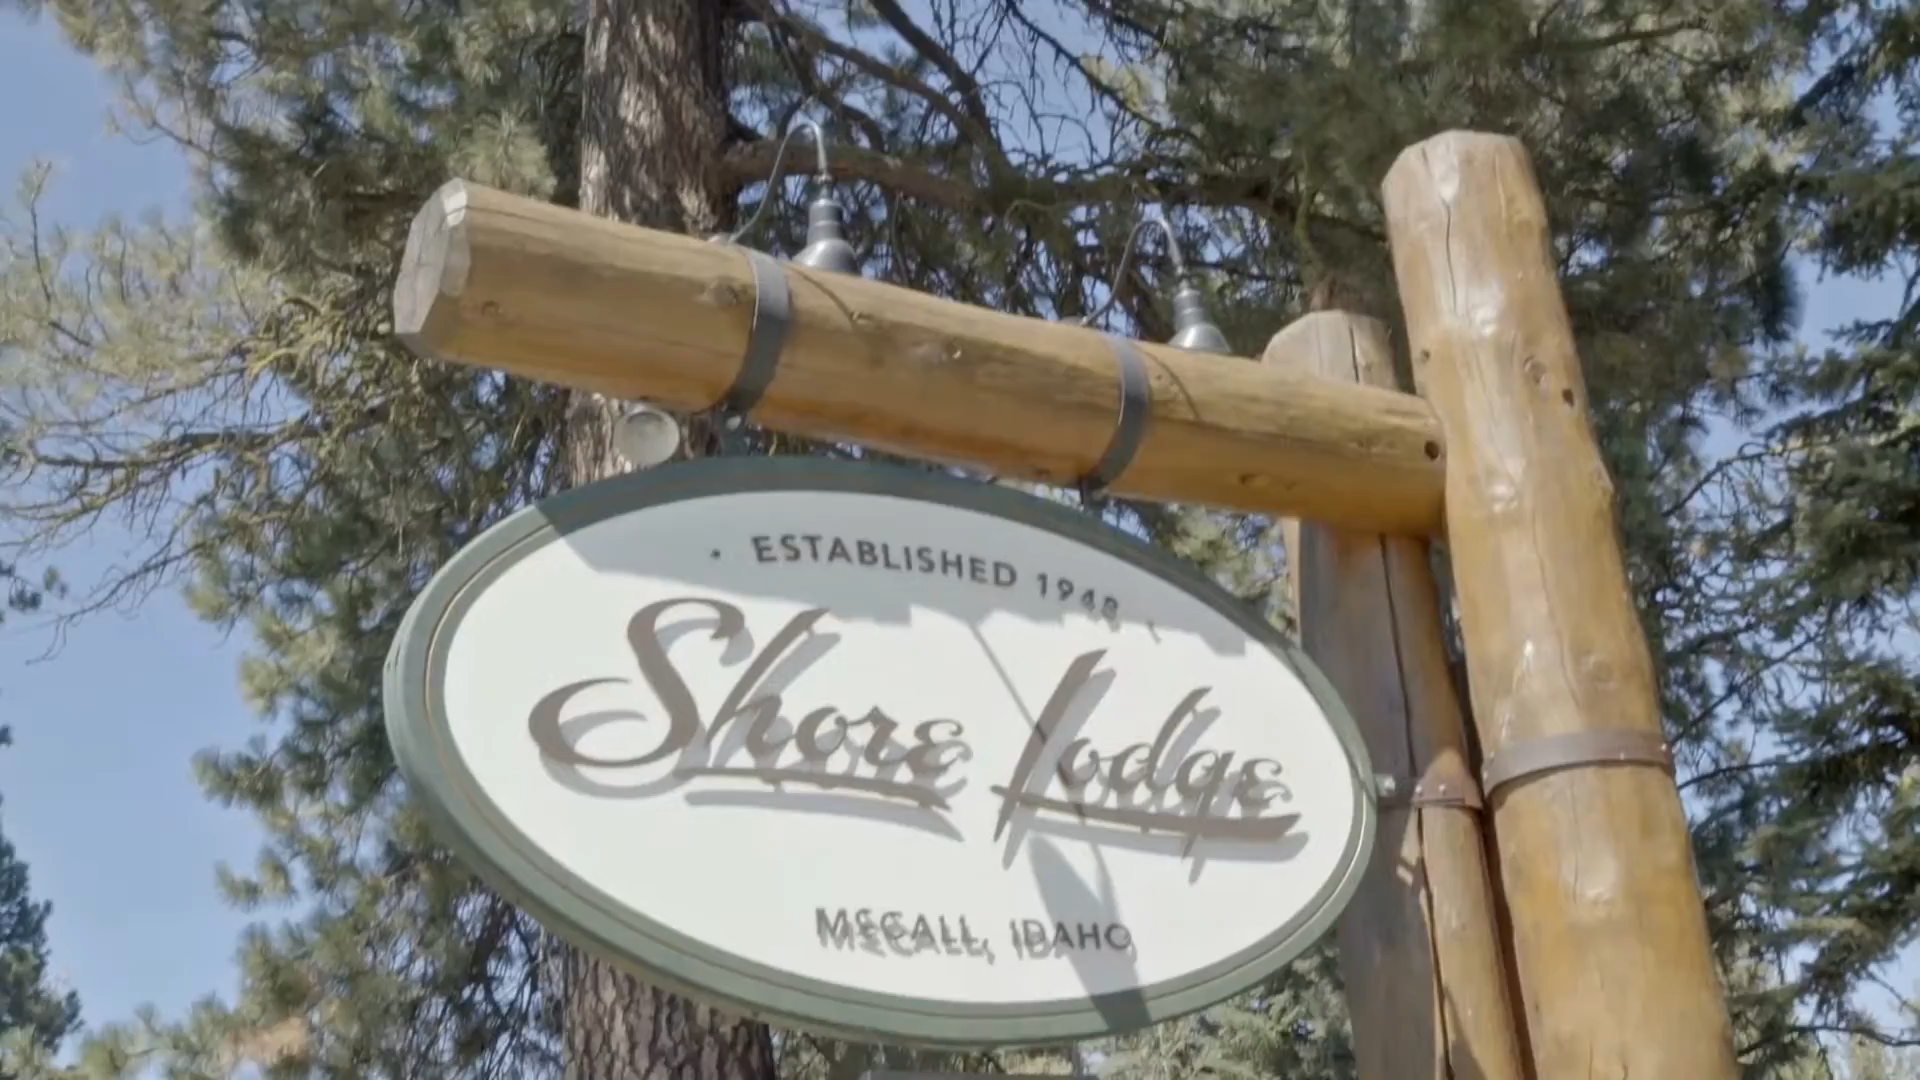 • ESTABLISHED 1948 •
Shore Lodge
MCCALL, IDAHO